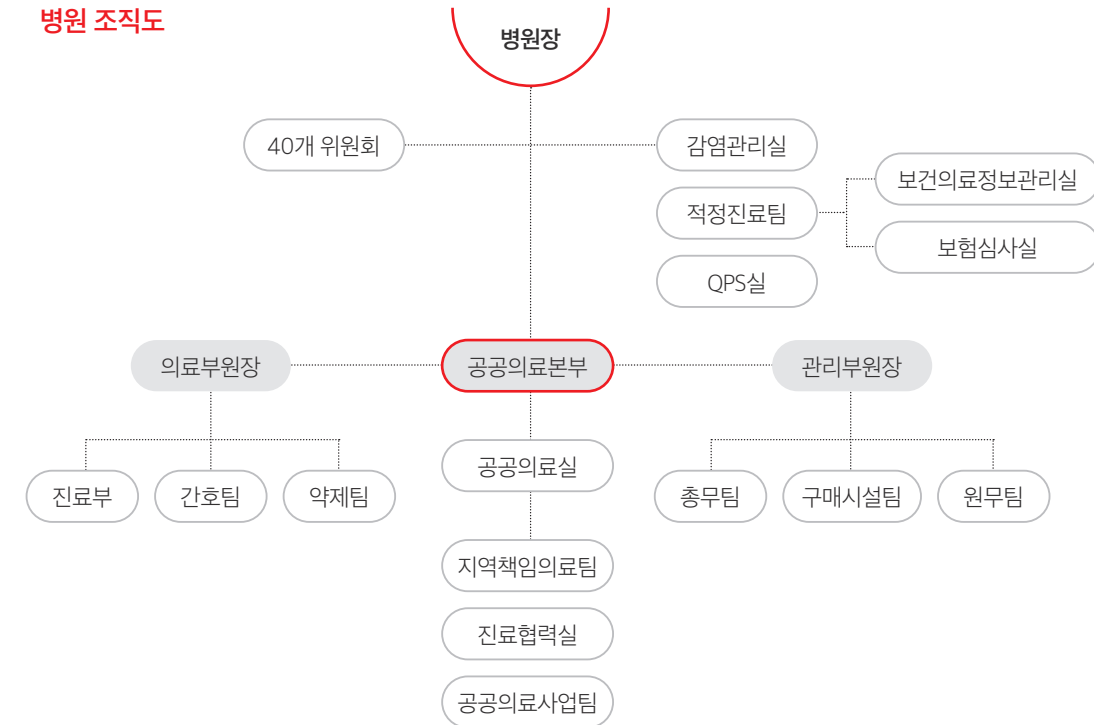 병원 조직도
병원장
40개 위원회
감염관리실
적정진료팀
QPS실
보건의료정보관리실
보험심사실
의료부원장
공공의료본부
관리부원장
진료부
간호팀
약제팀
공공의료실
총무팀
구매시설팀
원무팀
지역책임의료팀
진료협력실
공공의료사업팀